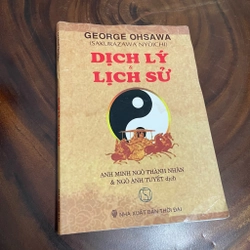 GEORGE OHSAWA
(SAKURAZAWA NYOICHI)
DỊCH LÝ
&
LỊCH SỬ
ANH MINH NGÔ THÀNH NHÂN
& NGÔ ÁNH TUYẾT dịch
NHÀ XUẤT BẢN THỜI ĐẠI